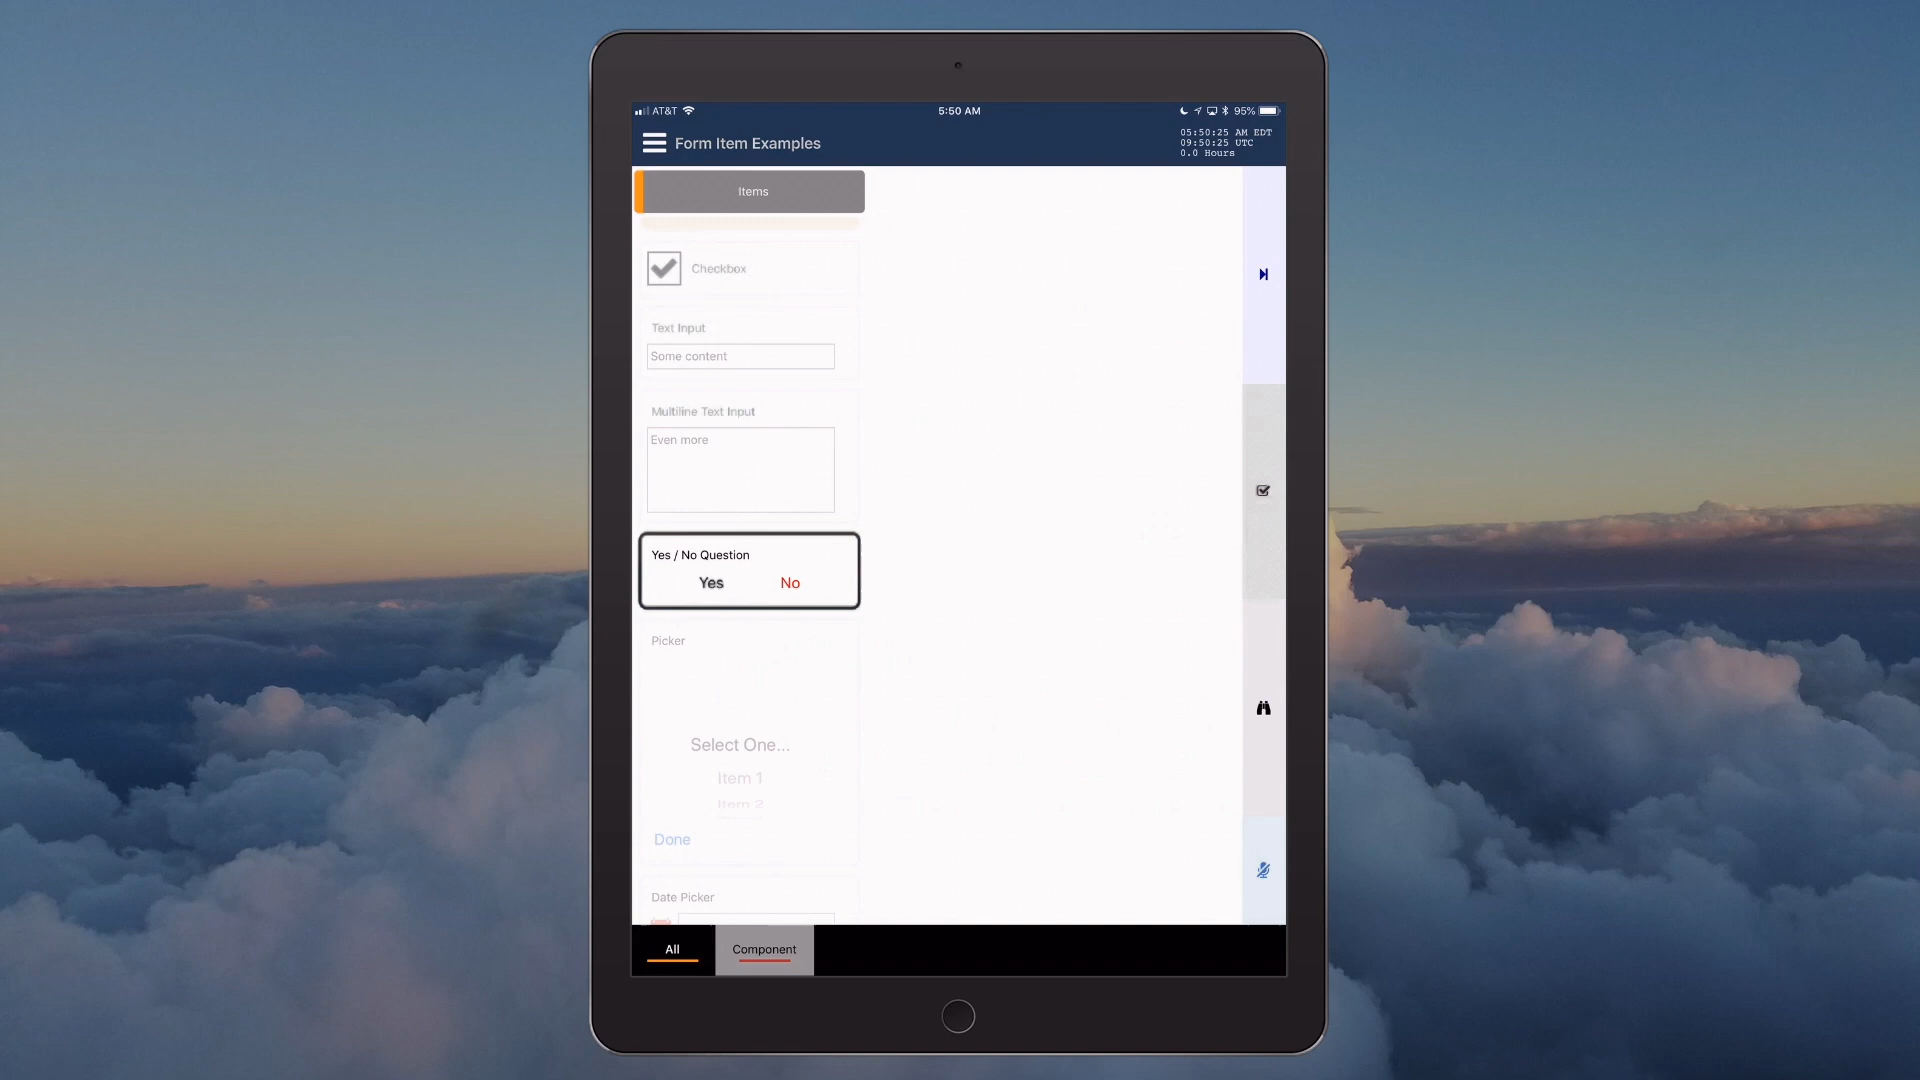 AT&T
5:50 AM
95%
Form Item Examples
05:50:25 AM EDT
09:50:25 UTC
0.0 Hours
Items
Checkbox
Text Input
Some content
Multiline Text Input
Even more
Yes / No Question
Yes No
Picker
Select One...
Item 1
Item 2
Done
Date Picker
All
Component